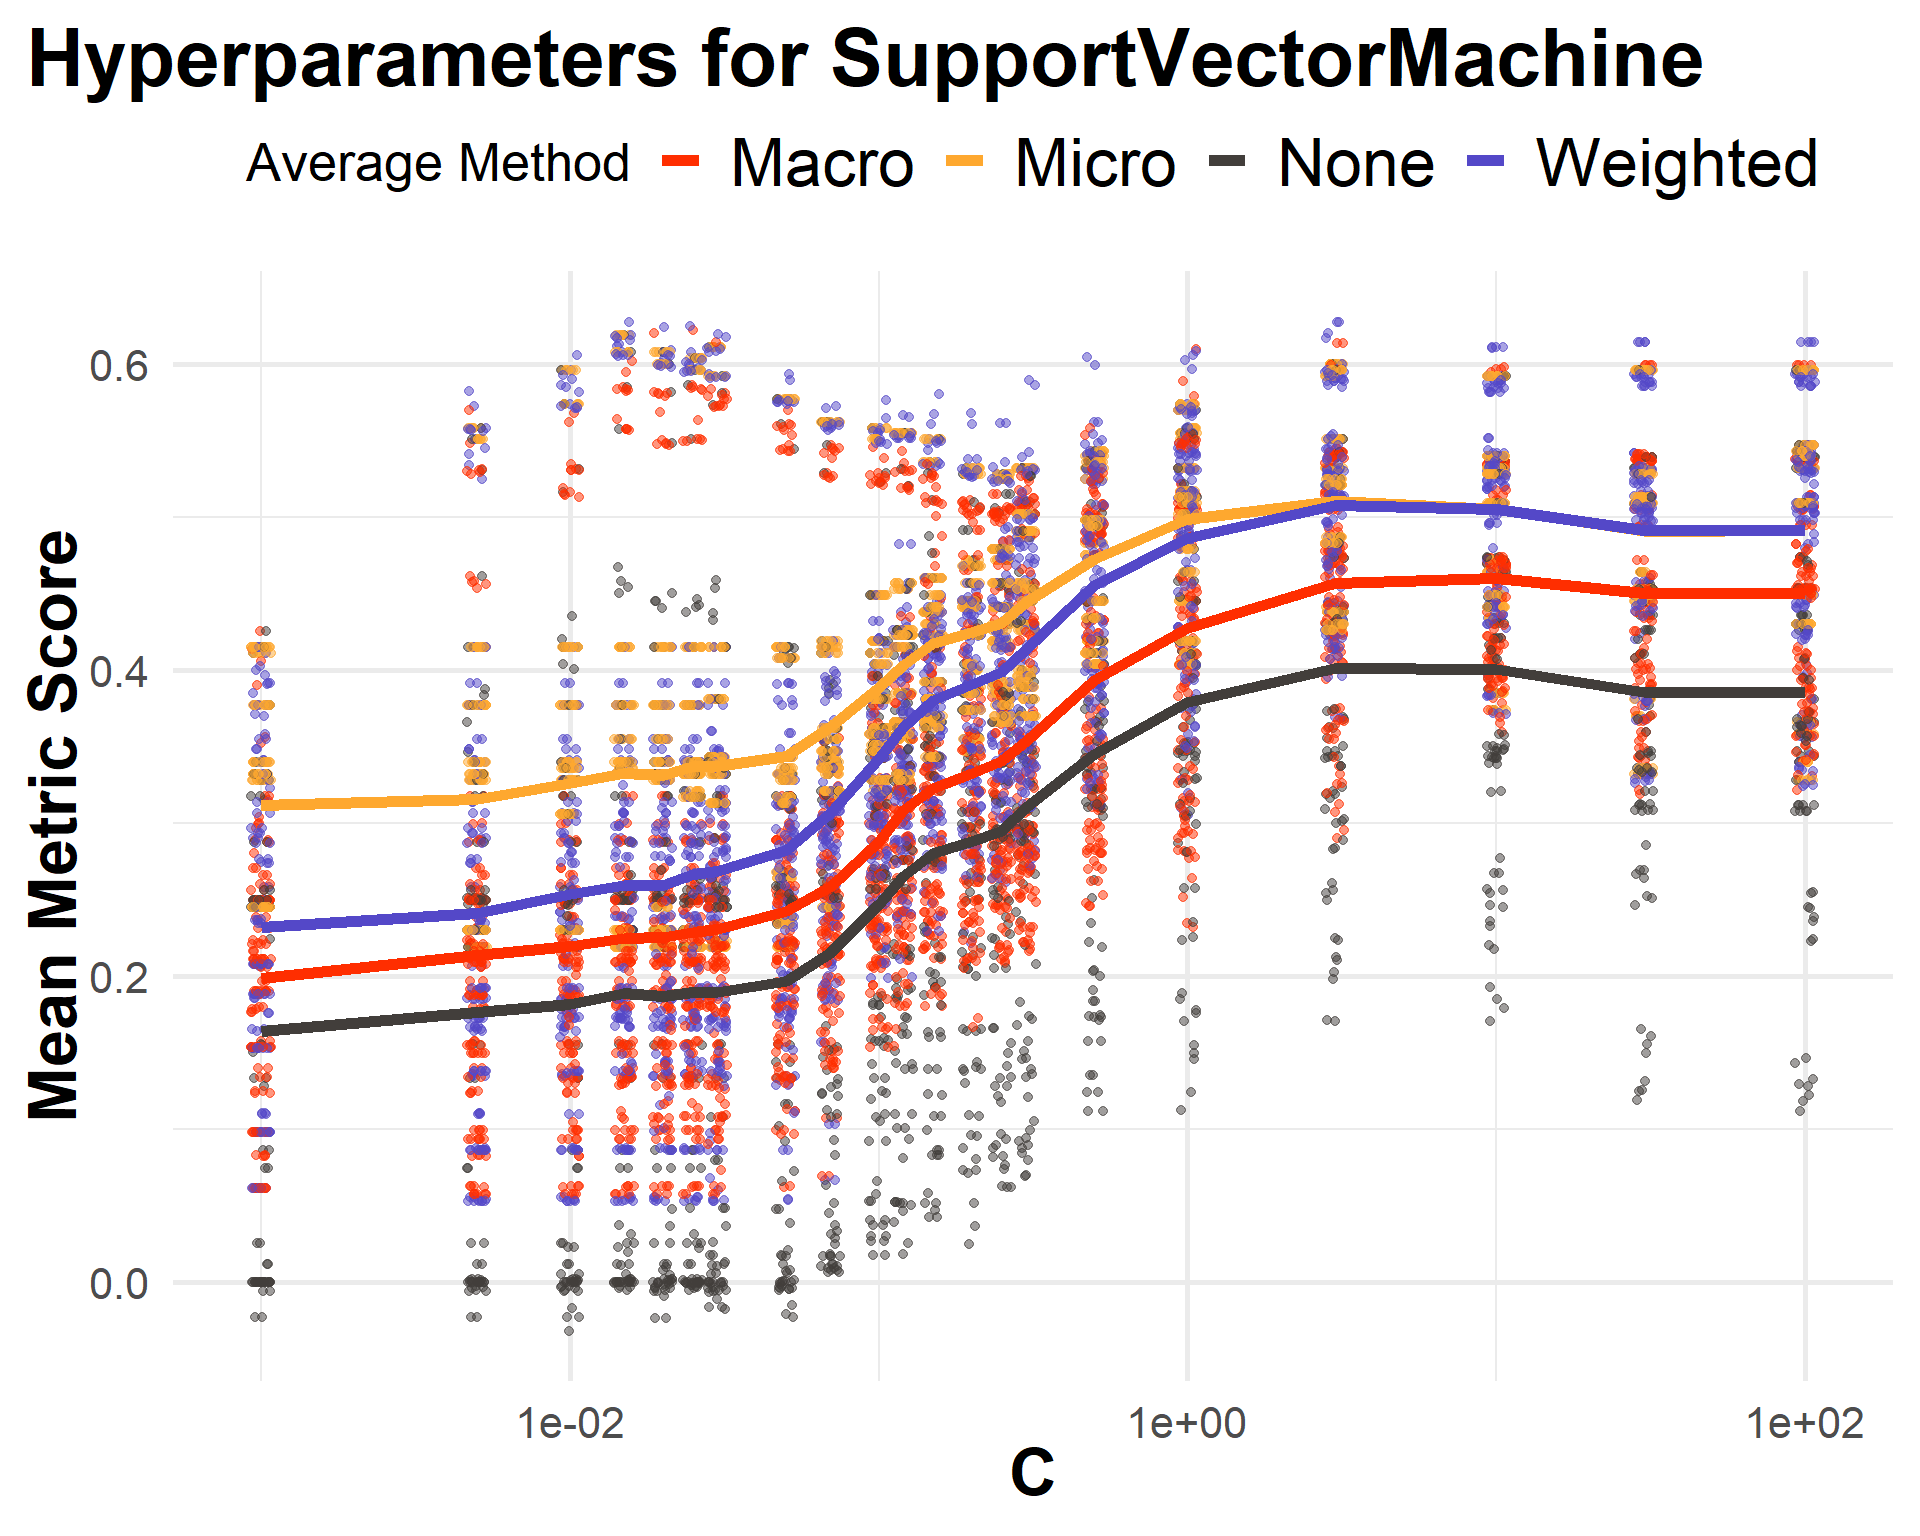 Hyperparameters for SupportVectorMachine
Average Method Macro Micro None Weighted
Mean Metric Score
0.6
0.4
0.2
0.0
1e-02 1e+00 1e+02
C